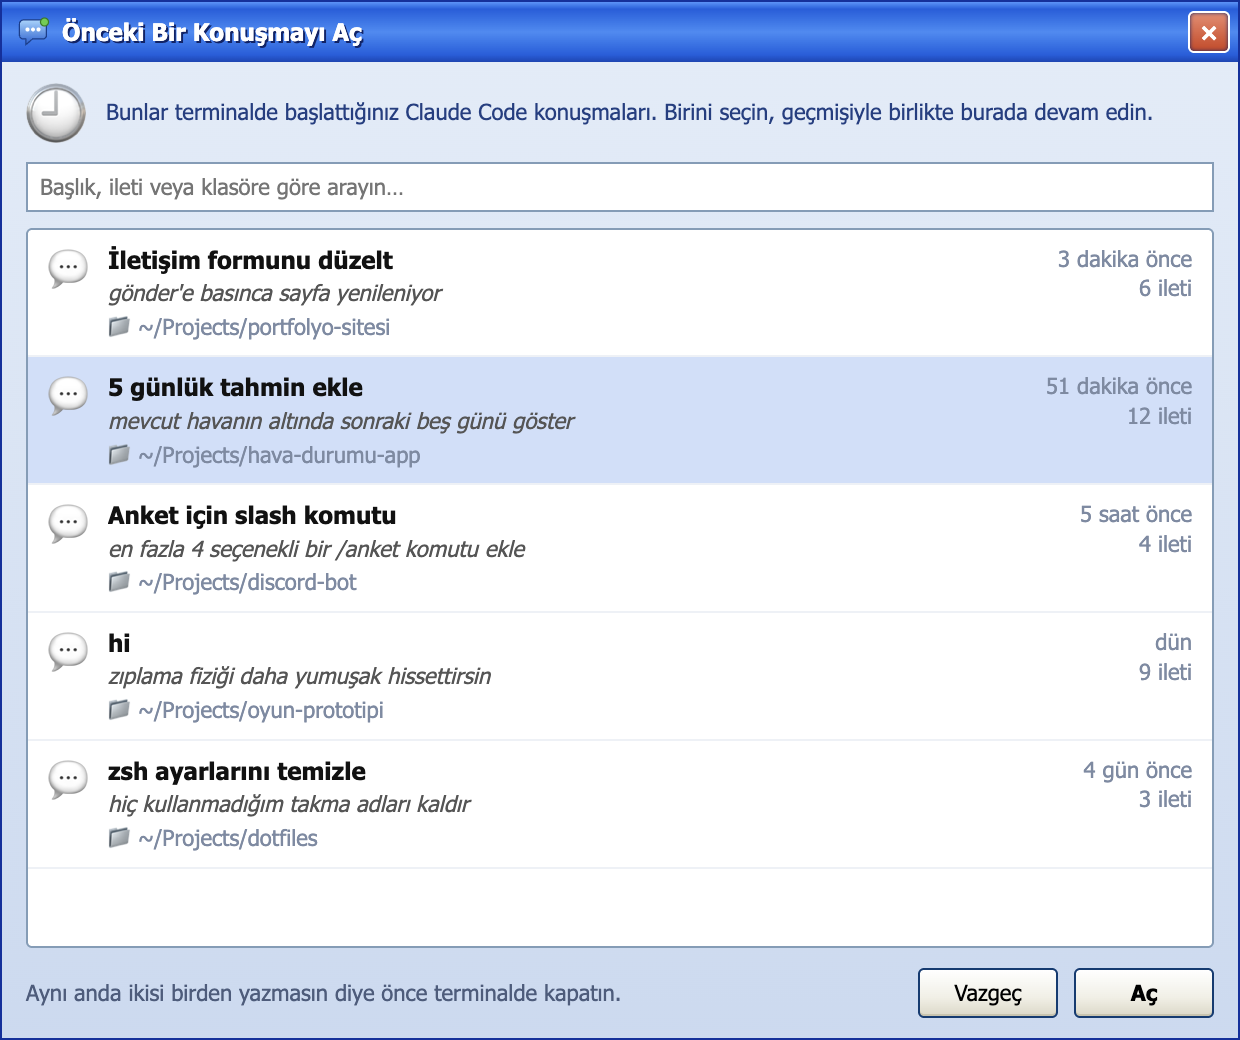 Önceki Bir Konuşmayı Aç
Bunlar terminalde başlattığınız Claude Code konuşmaları. Birini seçin, geçmişiyle birlikte burada devam edin.
Başlık, ileti veya klasöre göre arayın...
İletişim formunu düzelt
3 dakika önce
gönder'e basınca sayfa yenileniyor
6 ileti
~/Projects/portfolyo-sitesi
5 günlük tahmin ekle
51 dakika önce
mevcut havanın altında sonraki beş günü göster
12 ileti
~/Projects/hava-durumu-app
Anket için slash komutu
5 saat önce
en fazla 4 seçenekli bir /anket komutu ekle
4 ileti
~/Projects/discord-bot
hi
dün
zıplama fiziği daha yumuşak hissettirsin
9 ileti
~/Projects/oyun-prototipi
zsh ayarlarını temizle
4 gün önce
hiç kullanmadığım takma adları kaldır
3 ileti
~/Projects/dotfiles
Aynı anda ikisi birden yazmasın diye önce terminalde kapatın.
Vazgeç
Aç